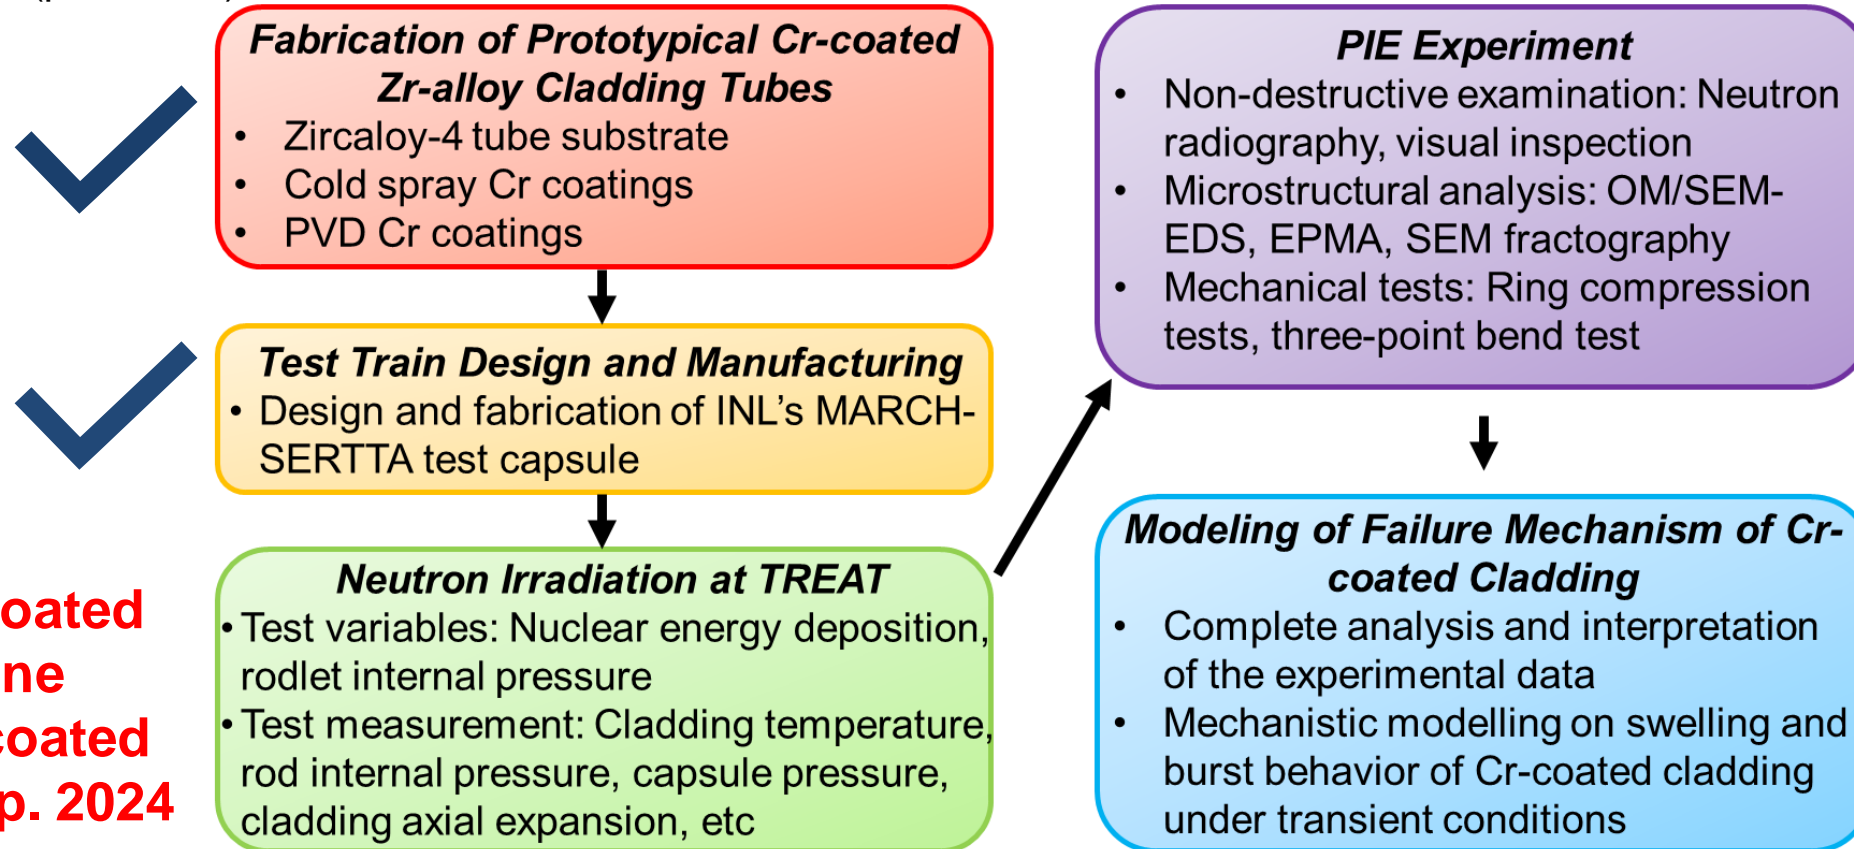 Fabrication of Prototypical Cr-coated
Zr-alloy Cladding Tubes
• Zircaloy-4 tube substrate
• Cold spray Cr coatings
• PVD Cr coatings
Test Train Design and Manufacturing
• Design and fabrication of INL’s MARCH-
SERTTA test capsule
Neutron Irradiation at TREAT
• Test variables: Nuclear energy deposition,
rodlet internal pressure
• Test measurement: Cladding temperature,
rod internal pressure, capsule pressure,
cladding axial expansion, etc
oated
ne
coated
p. 2024
PIE Experiment
• Non-destructive examination: Neutron
radiography, visual inspection
• Microstructural analysis: OM/SEM-
EDS, EPMA, SEM fractography
• Mechanical tests: Ring compression
tests, three-point bend test
Modeling of Failure Mechanism of Cr-
coated Cladding
• Complete analysis and interpretation
of the experimental data
• Mechanistic modelling on swelling and
burst behavior of Cr-coated cladding
under transient conditions